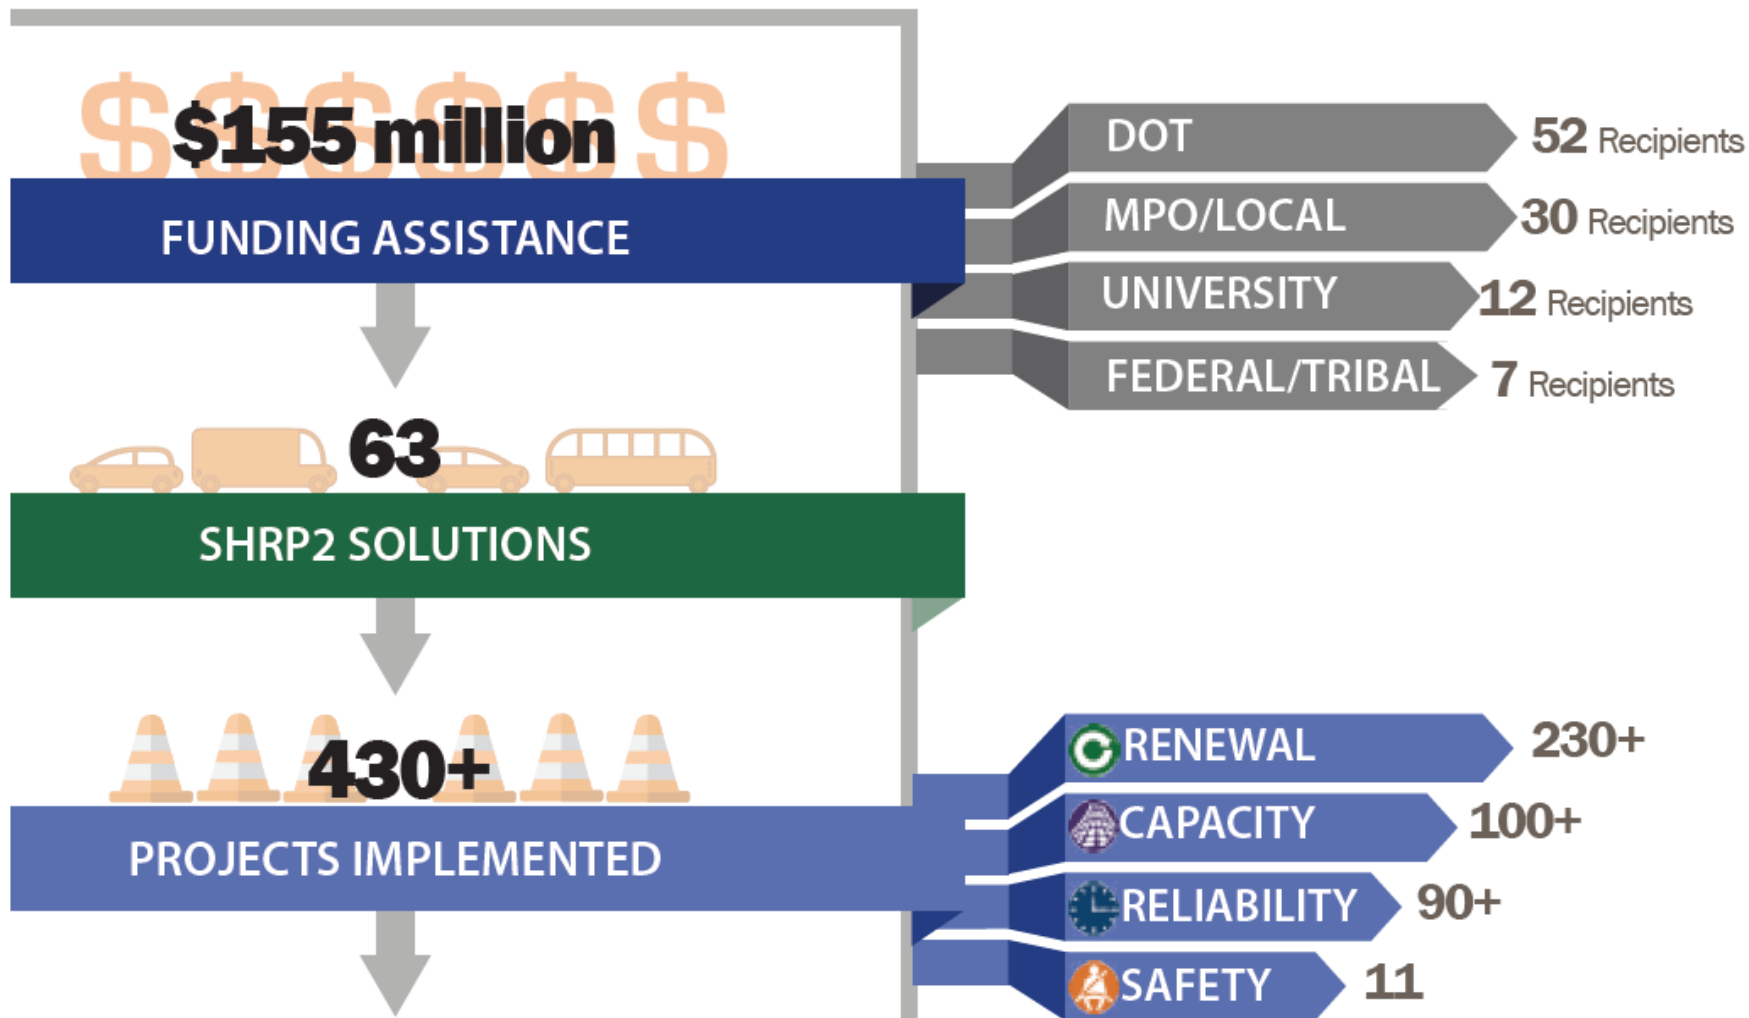 $155 million
FUNDING ASSISTANCE
DOT 52 Recipients
MPO/LOCAL 30 Recipients
UNIVERSITY 12 Recipients
FEDERAL/TRIBAL 7 Recipients
63
SHRP2 SOLUTIONS
430+
PROJECTS IMPLEMENTED
RENEWAL 230+
CAPACITY 100+
RELIABILITY 90+
SAFETY 11